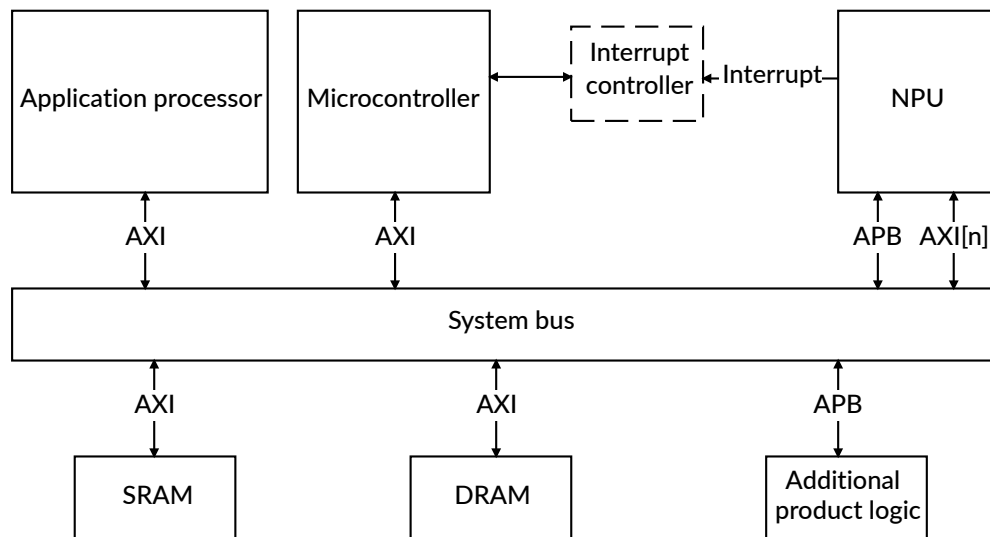 Application processor
Microcontroller
Interrupt
controller
Interrupt
NPU
AXI
AXI
APB
AXI[n]
System bus
AXI
AXI
APB
SRAM
DRAM
Additional
product logic